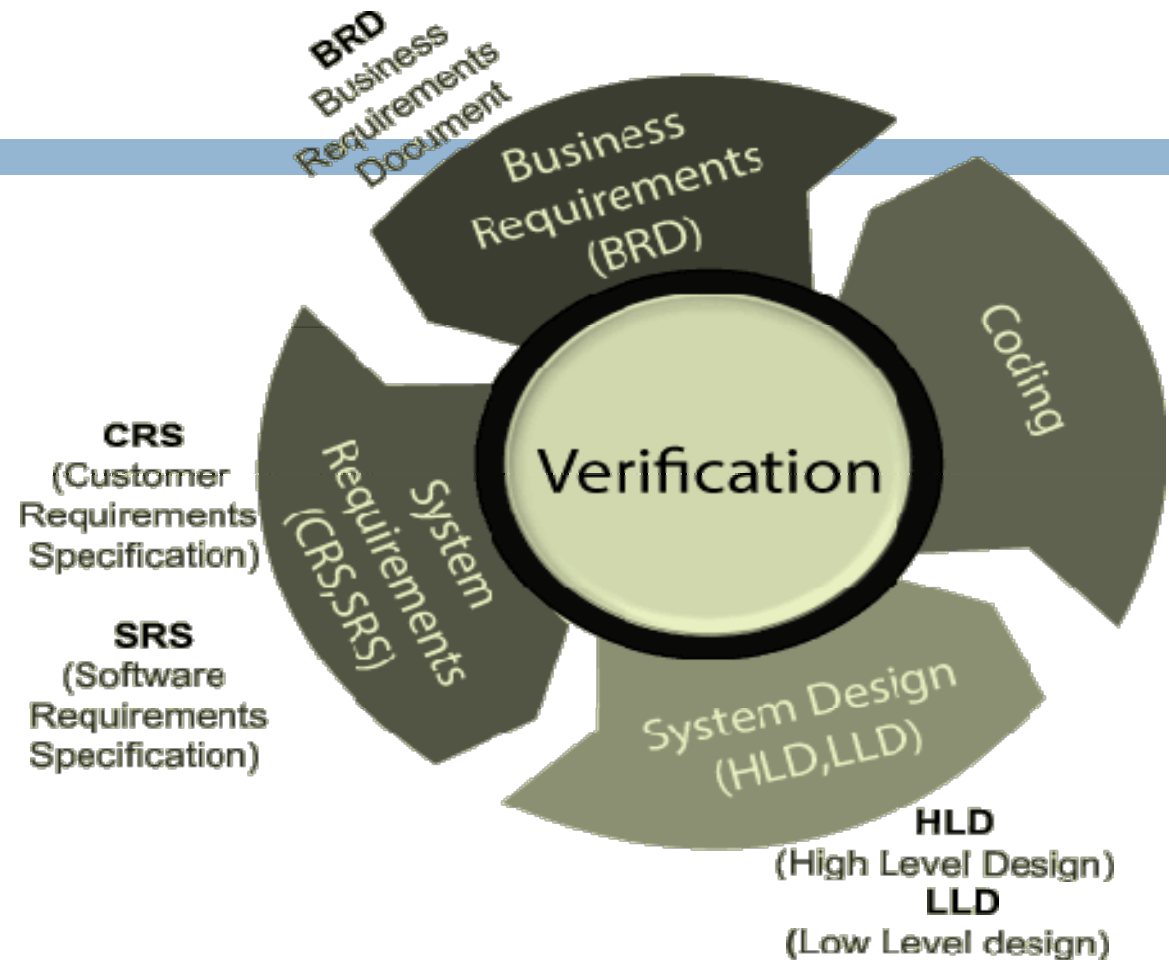 BRD
Business
Requirements
Document
Business
Requirements
(BRD)
Coding
Verification
System
Requirements
(CRS,SRS)
CRS
(Customer
Requirements
Specification)
SRS
(Software
Requirements
Specification)
System Design
(HLD,LLD)
HLD
(High Level Design)
LLD
(Low Level design)